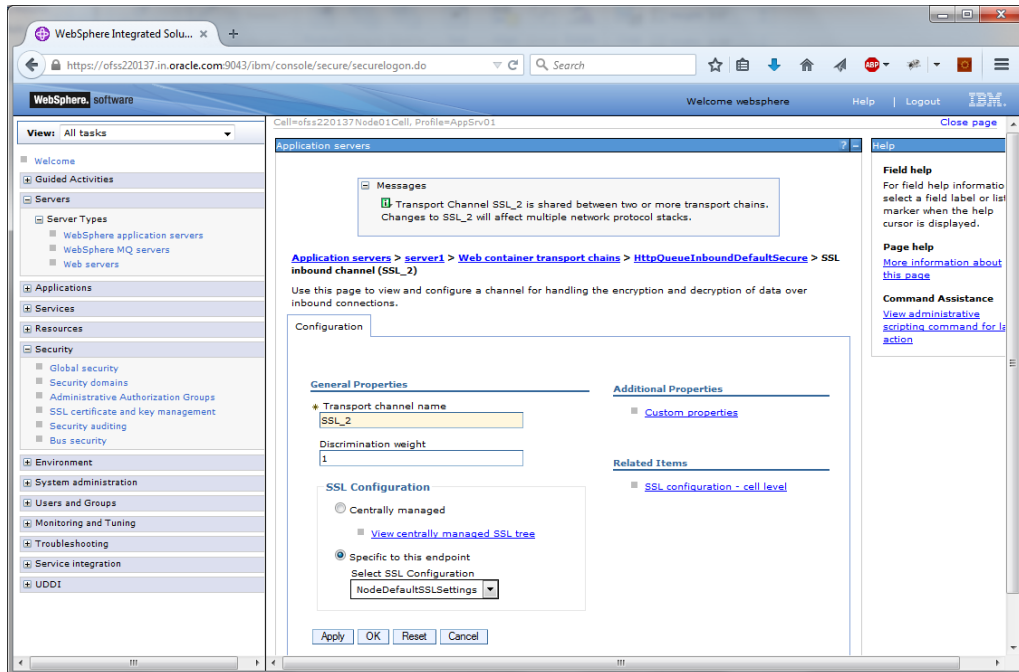 WebSphere Integrated Solu... × +
https://ofss220137.in.oracle.com:9043/ibm/console/secure/securelogon.do
Search
ABP
WebSphere. software
Welcome websphere
Help | Logout
IBM.
View: All tasks
Welcome
Guided Activities
Servers
Server Types
WebSphere application servers
WebSphere MQ servers
Web servers
Applications
Services
Resources
Security
Global security
Security domains
Administrative Authorization Groups
SSL certificate and key management
Security auditing
Bus security
Environment
System administration
Users and Groups
Monitoring and Tuning
Troubleshooting
Service integration
UDDI
Cell=ofss220137Node01Cell, Profile=AppSrv01
Close page
Application servers
? -
Messages
Transport Channel SSL_2 is shared between two or more transport chains.
Changes to SSL_2 will affect multiple network protocol stacks.
Application servers > server1 > Web container transport chains > HttpQueueInboundDefaultSecure > SSL
inbound channel (SSL_2)
Use this page to view and configure a channel for handling the encryption and decryption of data over
inbound connections.
Configuration
General Properties
* Transport channel name
SSL_2
Discrimination weight
1
SSL Configuration
Centrally managed
View centrally managed SSL tree
Specific to this endpoint
Select SSL Configuration
NodeDefaultSSLSettings
Apply OK Reset Cancel
Additional Properties
Custom properties
Related Items
SSL configuration - cell level
Help
Field help
For field help informatio
select a field label or list
marker when the help
cursor is displayed.
Page help
More information about
this page
Command Assistance
View administrative
scripting command for la
action